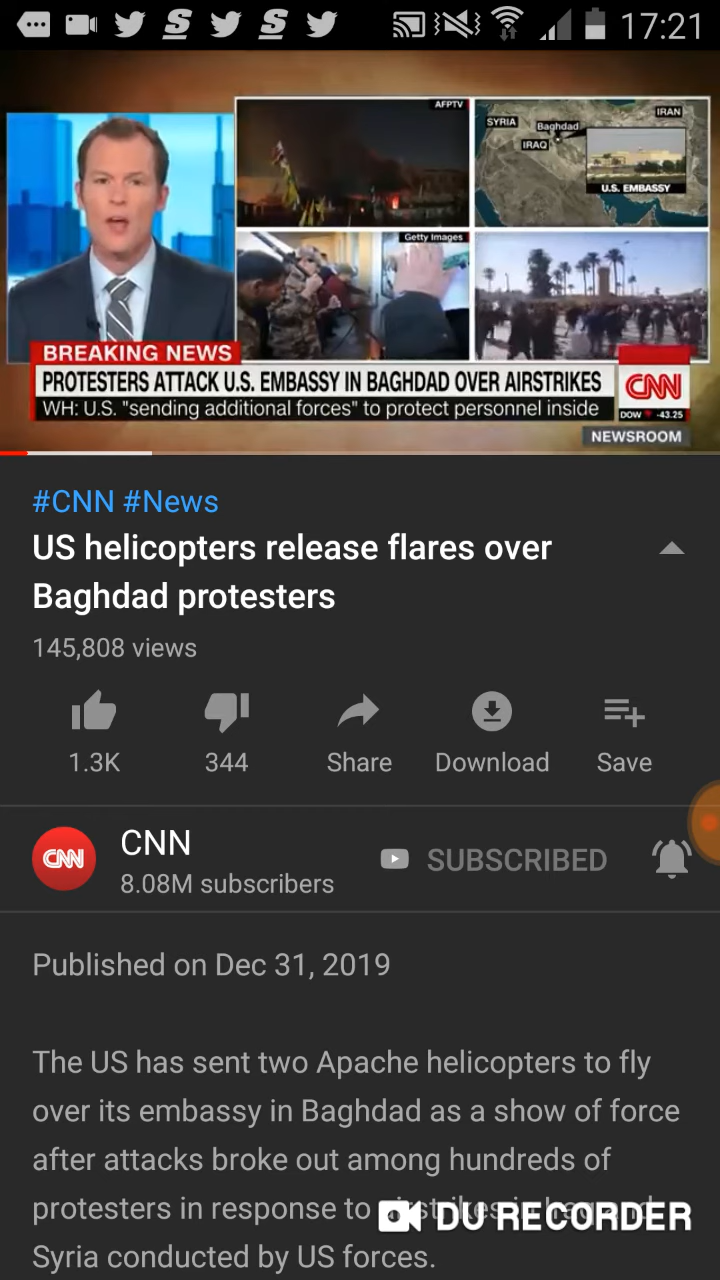 17:21
AFPTV
SYRIA
Baghdad
IRAN
IRAQ
U.S. EMBASSY
Getty Images
BREAKING NEWS
PROTESTERS ATTACK U.S. EMBASSY IN BAGHDAD OVER AIRSTRIKES
WH: U.S. "sending additional forces" to protect personnel inside
CNN
DOW -43.25
NEWSROOM
#CNN #News
US helicopters release flares over
Baghdad protesters
145,808 views
1.3K 344 Share Download Save
CNN
CNN
8.08M subscribers
SUBSCRIBED
Published on Dec 31, 2019
The US has sent two Apache helicopters to fly
over its embassy in Baghdad as a show of force
after attacks broke out among hundreds of
protesters in response to airstrikes in Iraq and
DU RECORDER
Syria conducted by US forces.